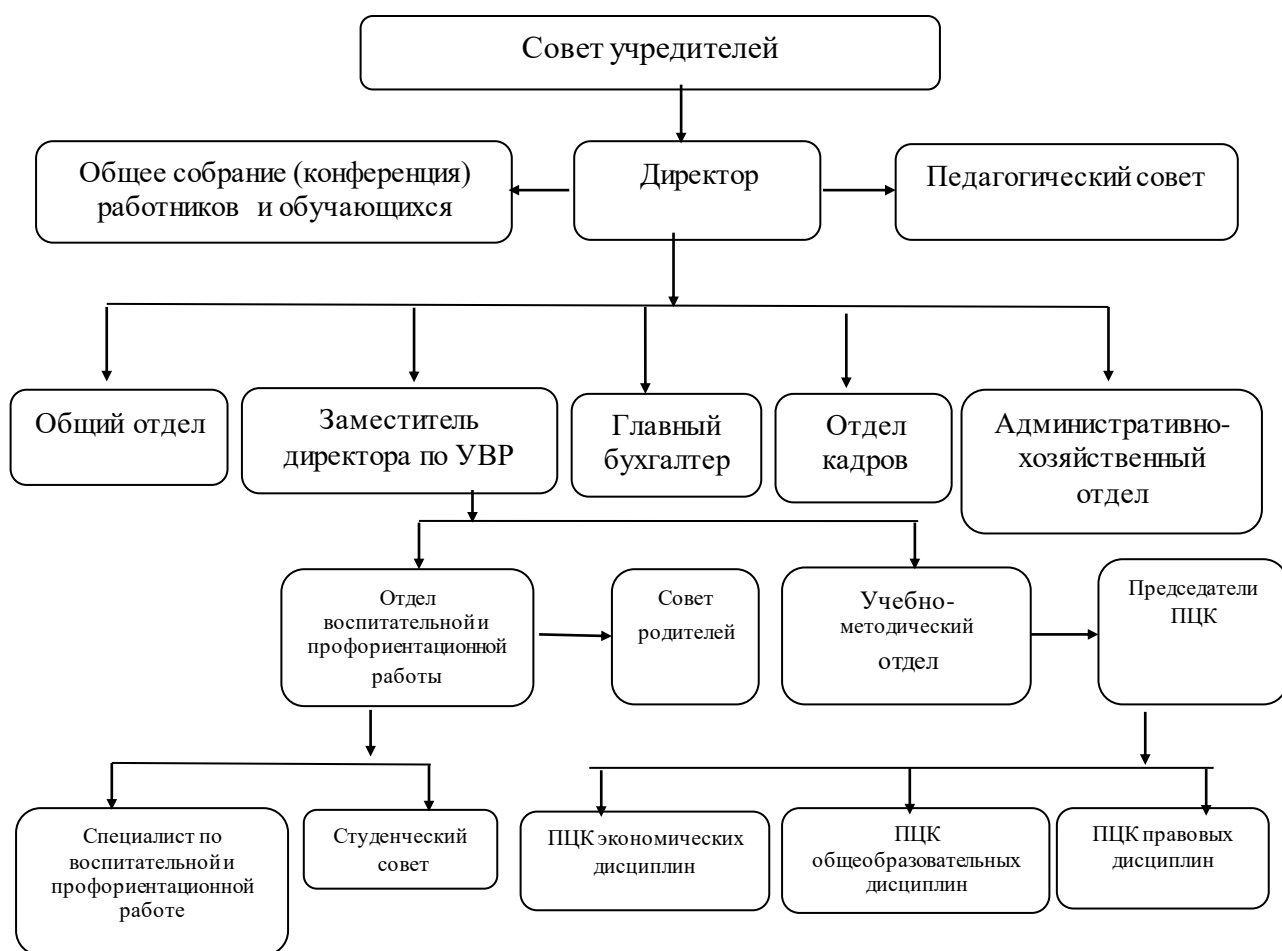 Совет учредителей
Общее собрание (конференция)
работников и обучающихся
Директор
Педагогический совет
Общий отдел
Заместитель
директора по УВР
Главный
бухгалтер
Отдел
кадров
Административно-
хозяйственный
отдел
Отдел
воспитательной и
профориентационной
работы
Совет
родителей
Учебно-
методический
отдел
Председатели
ПЦК
Специалист по
воспитательной и
профориентационной
работе
Студенческий
совет
ПЦК экономических
дисциплин
ПЦК
общеобразовательных
дисциплин
ПЦК правовых
дисциплин